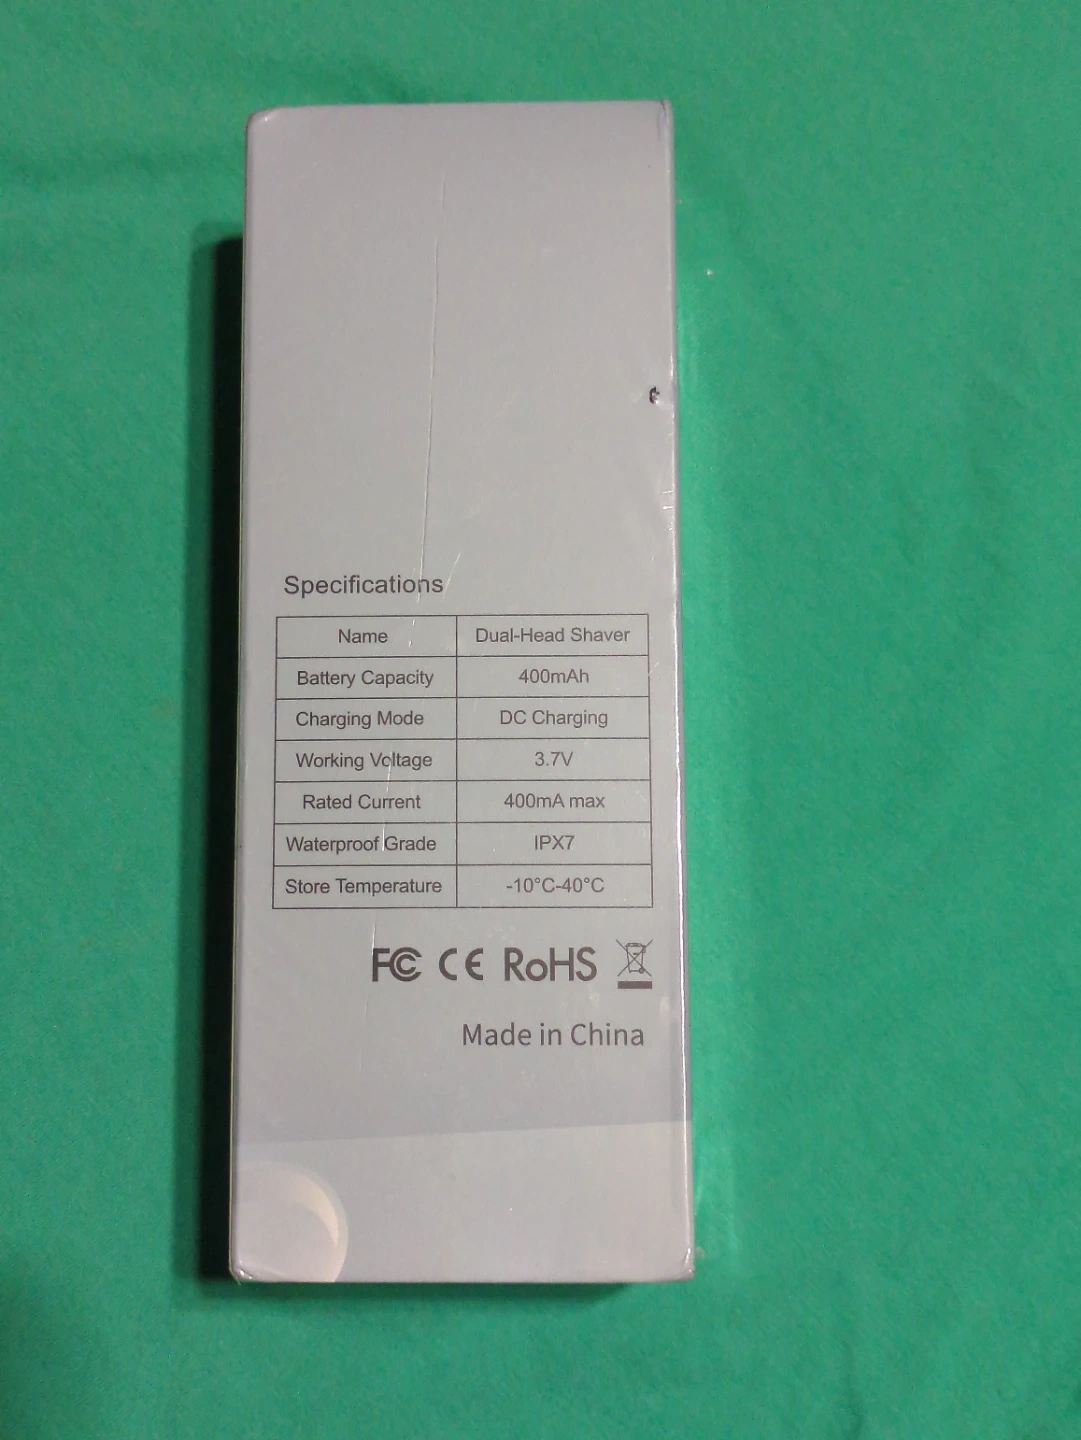 Specifications
Name Dual-Head Shaver
Battery Capacity 400mAh
Charging Mode DC Charging
Working Voltage 3.7V
Rated Current 400mA max
Waterproof Grade IPX7
Store Temperature -10°C-40°C
FC CE RoHS
Made in China